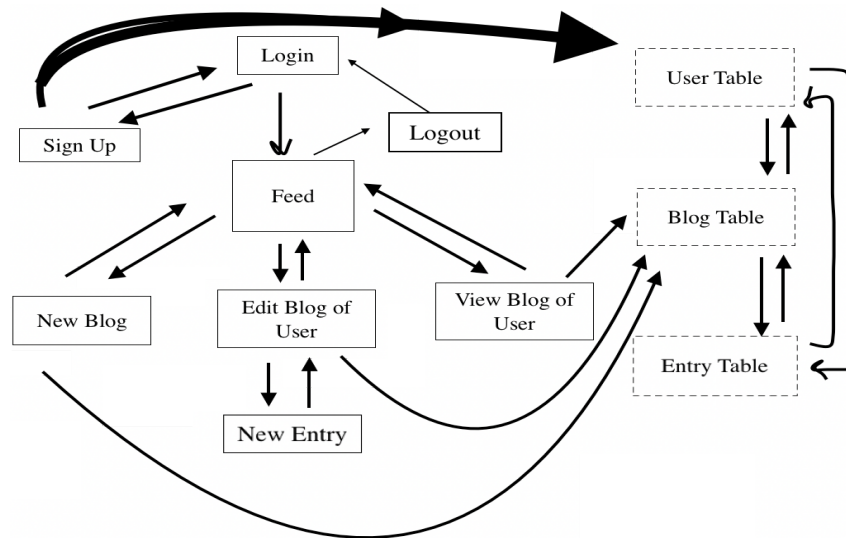 Login
User Table
Sign Up
Logout
Feed
Blog Table
New Blog
Edit Blog of
User
View Blog of
User
Entry Table
New Entry